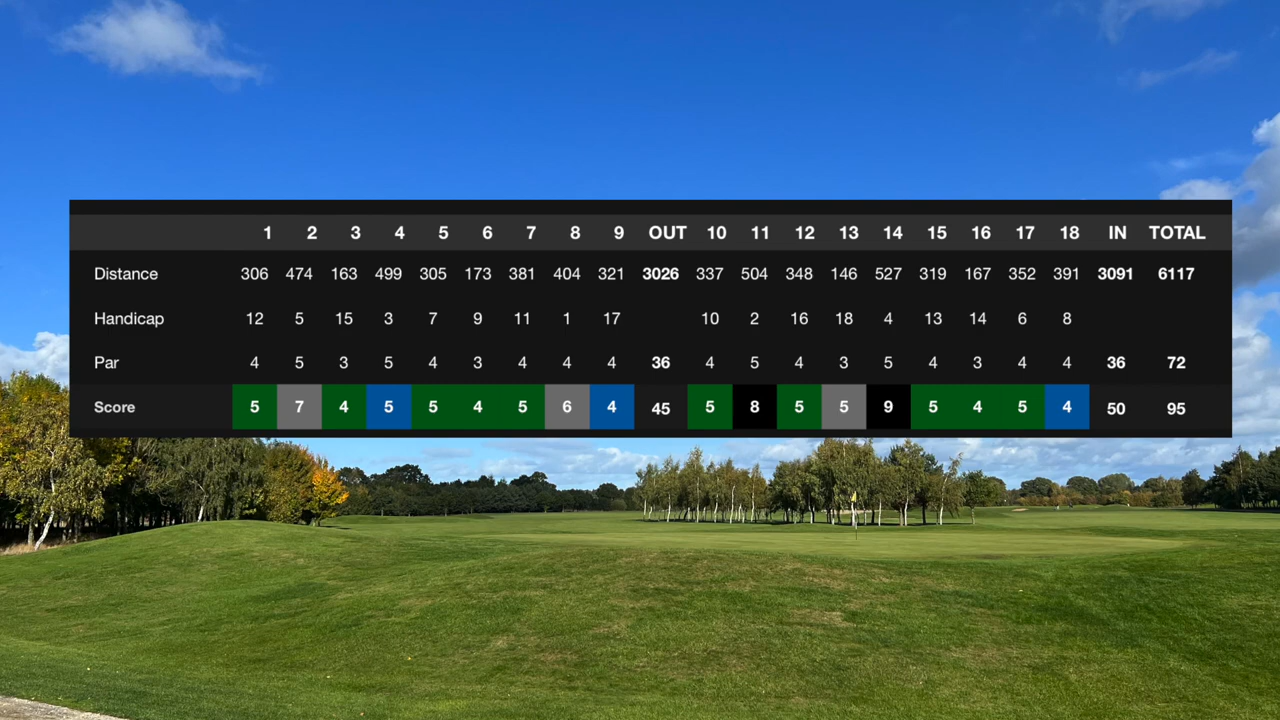 1 2 3 4 5 6 7 8 9 OUT 10 11 12 13 14 15 16 17 18 IN TOTAL
Distance 306 474 163 499 305 173 381 404 321 3026 337 504 348 146 527 319 167 352 391 3091 6117
Handicap 12 5 15 3 7 9 11 1 17 10 2 16 18 4 13 14 6 8
Par 4 5 3 5 4 3 4 4 4 36 4 5 4 3 5 4 3 4 4 36 72
Score 5 7 4 5 5 4 5 6 4 45 5 8 5 5 9 5 4 5 4 50 95